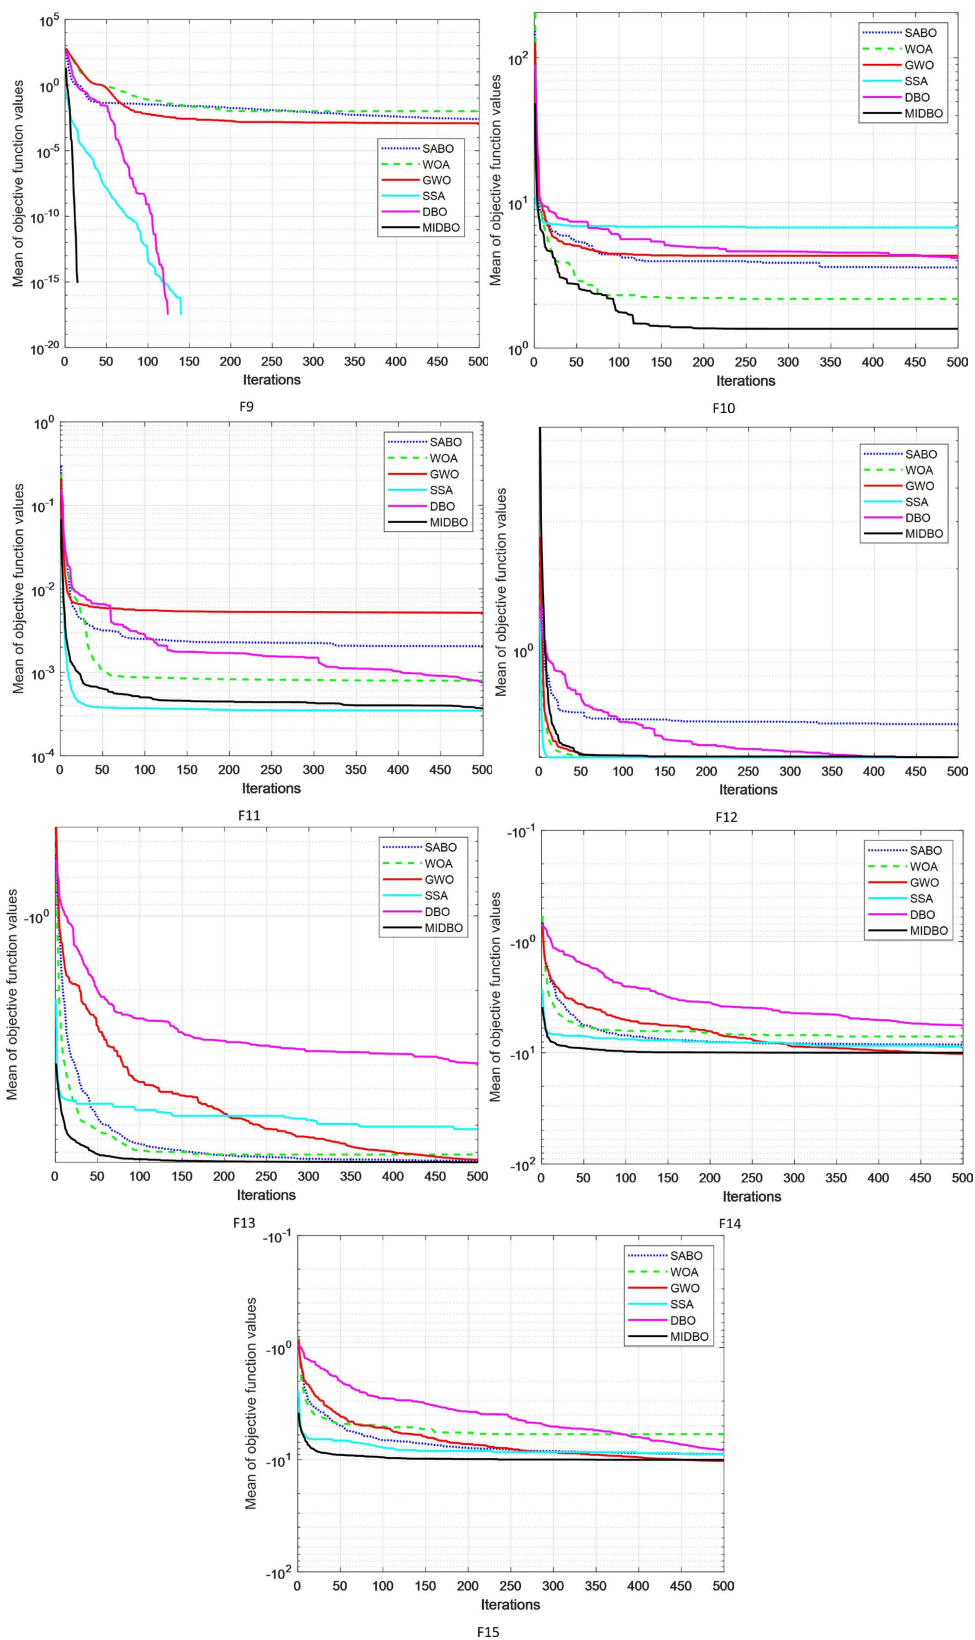 10^5
10^0
10^-5
10^-10
10^-15
10^-20
Mean of objective function values
SABO
WOA
GWO
SSA
DBO
MIDBO
0 50 100 150 200 250 300 350 400 450 500
Iterations
F9
10^2
10^1
10^0
Mean of objective function values
SABO
WOA
GWO
SSA
DBO
MIDBO
0 50 100 150 200 250 300 350 400 450 500
Iterations
F10
10^0
10^-1
10^-2
10^-3
10^-4
Mean of objective function values
SABO
WOA
GWO
SSA
DBO
MIDBO
0 50 100 150 200 250 300 350 400 450 500
Iterations
F11
10^0
Mean of objective function values
SABO
WOA
GWO
SSA
DBO
MIDBO
0 50 100 150 200 250 300 350 400 450 500
Iterations
F12
-10^0
Mean of objective function values
SABO
WOA
GWO
SSA
DBO
MIDBO
0 50 100 150 200 250 300 350 400 450 500
Iterations
F13
-10^-1
-10^0
-10^1
-10^2
Mean of objective function values
SABO
WOA
GWO
SSA
DBO
MIDBO
0 50 100 150 200 250 300 350 400 450 500
Iterations
F14
-10^-1
-10^0
-10^1
-10^2
Mean of objective function values
SABO
WOA
GWO
SSA
DBO
MIDBO
0 50 100 150 200 250 300 350 400 450 500
Iterations
F15